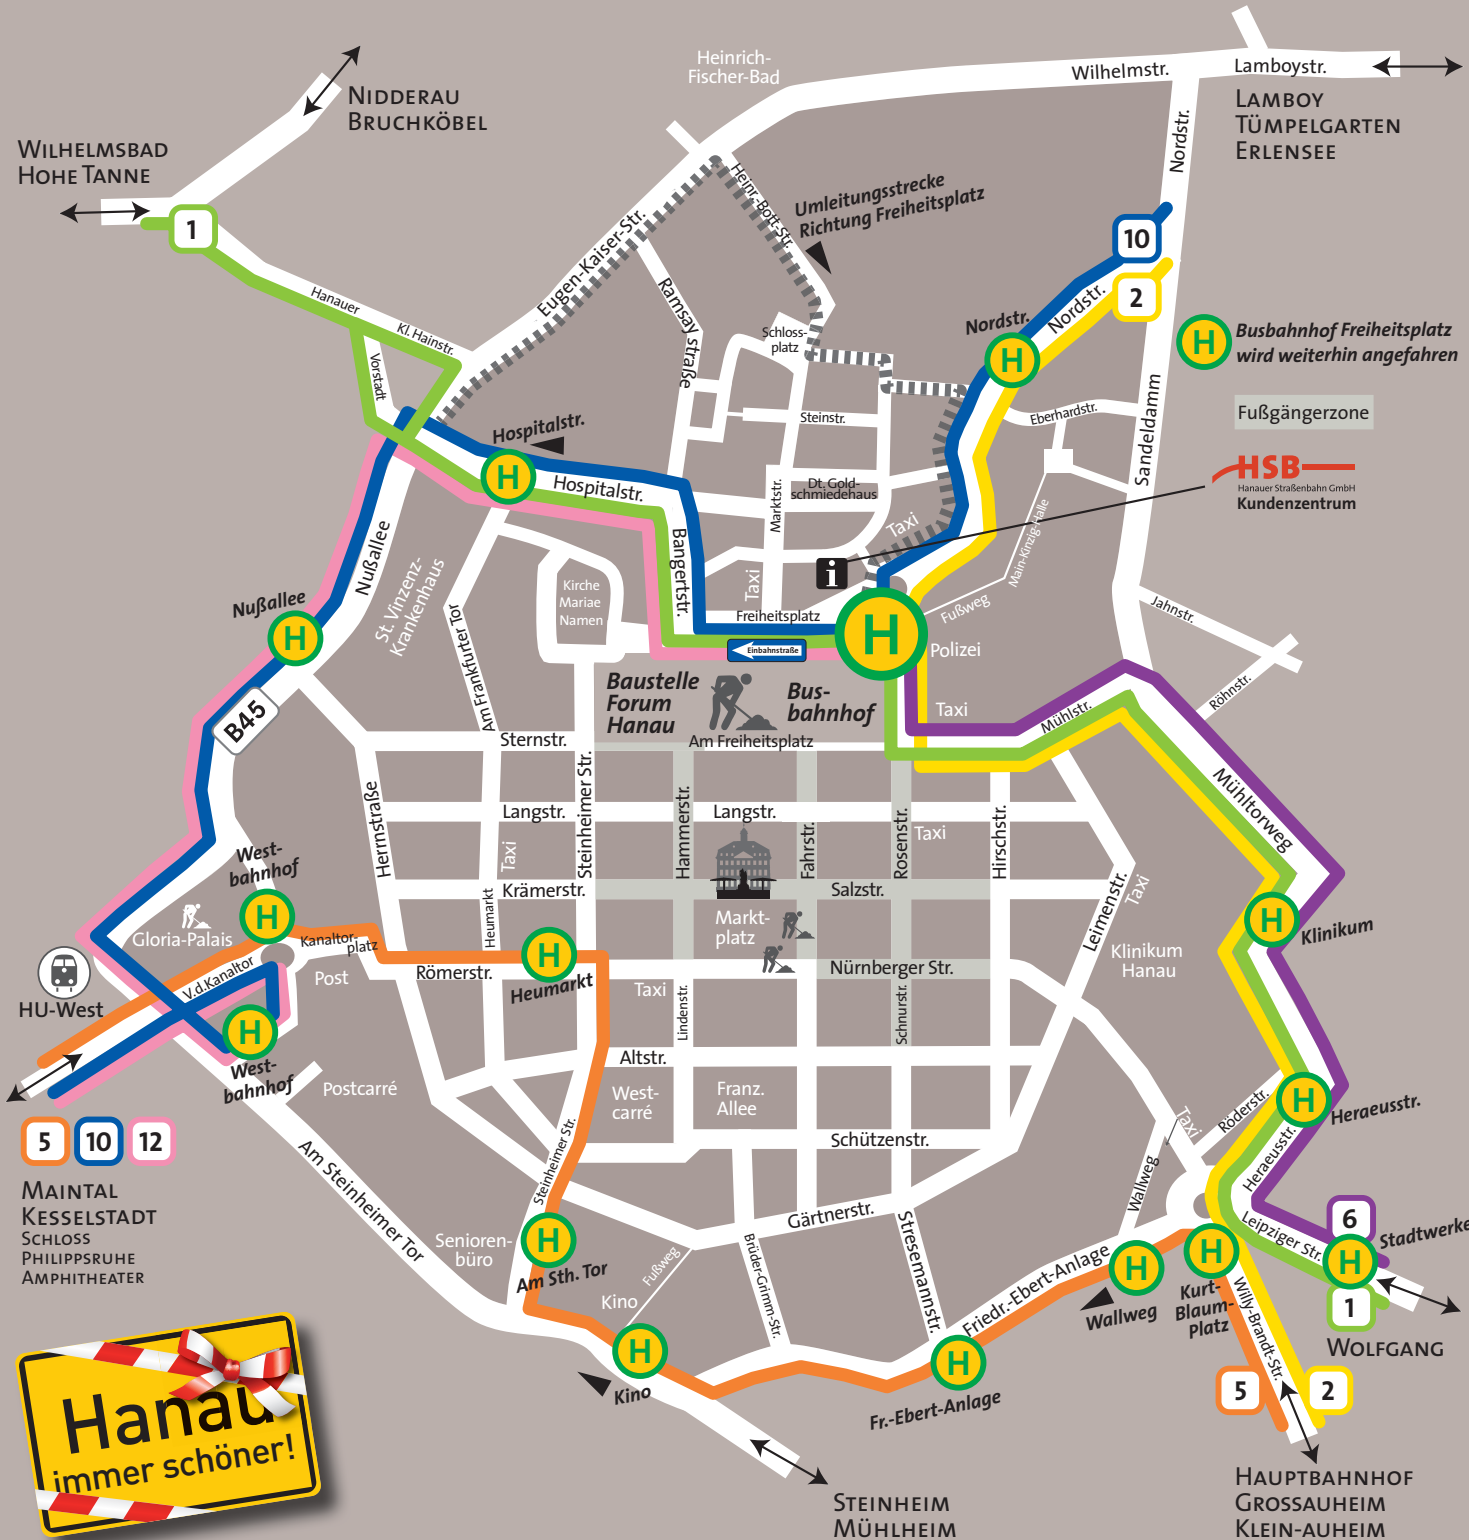 Heinrich-
Fischer-Bad
Wilhelmstr.
Lamboystr.
NIDDERAU
BRUCHKÖBEL
LAMBOY
TÜMPELGARTEN
ERLENSEE
WILHELMSBAD
HOHE TANNE
1
Nordstr.
Heinr.-Bott-Str.
Umleitungsstrecke
Richtung Freiheitsplatz
Eugen-Kaiser-Str.
10
2
Nordstr.
Nordstr.
H
Hanauer
Kl. Hainstr.
Vorstadt
Ramsaystraße
Schloss-
platz
H
Busbahnhof Freiheitsplatz
wird weiterhin angefahren
Sandeldamm
Eberhardstr.
Fußgängerzone
Steinstr.
Hospitalstr.
H
Hospitalstr.
Dt. Gold-
schmiedehaus
Marktstr.
HSB
Hanauer Straßenbahn GmbH
Kundenzentrum
Taxi
Main-Kinzig-Halle
Nußallee
St. Vinzenz-
Krankenhaus
Bangertstr.
Kirche
Mariae
Namen
Taxi
i
Freiheitsplatz
Einbahnstraße
H
Fußweg
Polizei
Jahnstr.
Röhnstr.
Nußallee
H
Am Frankfurter Tor
B45
Baustelle
Forum
Hanau
Bus-
bahnhof
Taxi
Mühlstr.
Sternstr.
Am Freiheitsplatz
Steinheimer Str.
Herrnstraße
Langstr.
Hammerstr.
Langstr.
Fahrstr.
Rosenstr.
Taxi
Hirschstr.
Mühltorweg
Taxi
West-
bahnhof
H
Krämerstr.
Salzstr.
Leimenstr.
Taxi
Heumarkt
Markt-
platz
Klinikum
Hanau
H
Klinikum
Gloria-Palais
Kanaltor-
platz
V.d.Kanaltor
Post
Römerstr.
H
Heumarkt
Nürnberger Str.
HU-West
Taxi
Lindenstr.
Schnurstr.
H
West-
bahnhof
Altstr.
Postcarré
West-
carré
Franz.
Allee
H
Heraeusstr.
Röderstr.
Taxi
5
10
12
Schützenstr.
Heraeusstr.
Wallweg
MAINTAL
KESSELSTADT
SCHLOSS
PHILIPPSRUHE
AMPHITHEATER
Am Steinheimer Tor
Steinheimer Str.
Gärtnerstr.
Senioren-
büro
H
Am Sth. Tor
Fußweg
Brüder-Grimm-Str.
Stresemannstr.
Friedr.-Ebert-Anlage
H
Wallweg
H
Kurt-
Blaum-
Platz
Leipziger Str.
6
H
Stadtwerke
1
WOLFGANG
Kino
H
Kino
H
Fr.-Ebert-Anlage
Willy-Brandt-Str.
5
2
Hanau
immer schöner!
STEINHEIM
MÜHLHEIM
HAUPTBAHNHOF
GROSSAUHEIM
KLEIN-AUHEIM